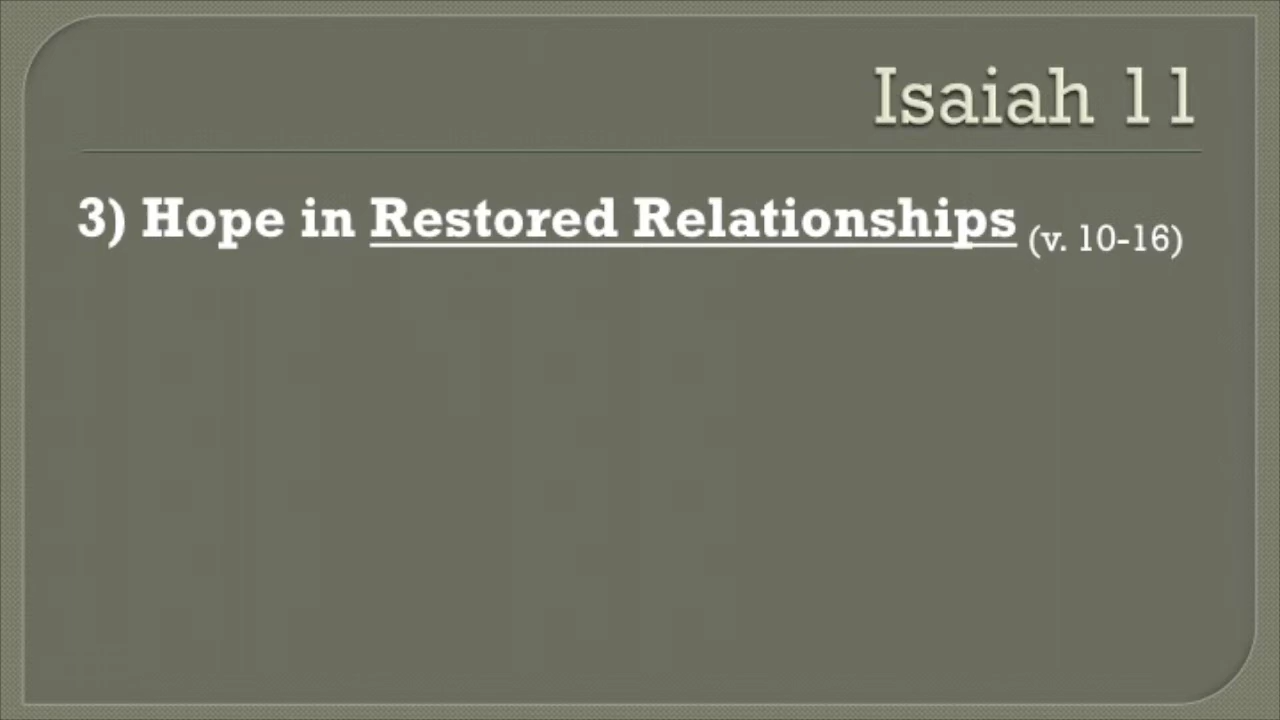 Isaiah 11
3) Hope in Restored Relationships (v. 10-16)